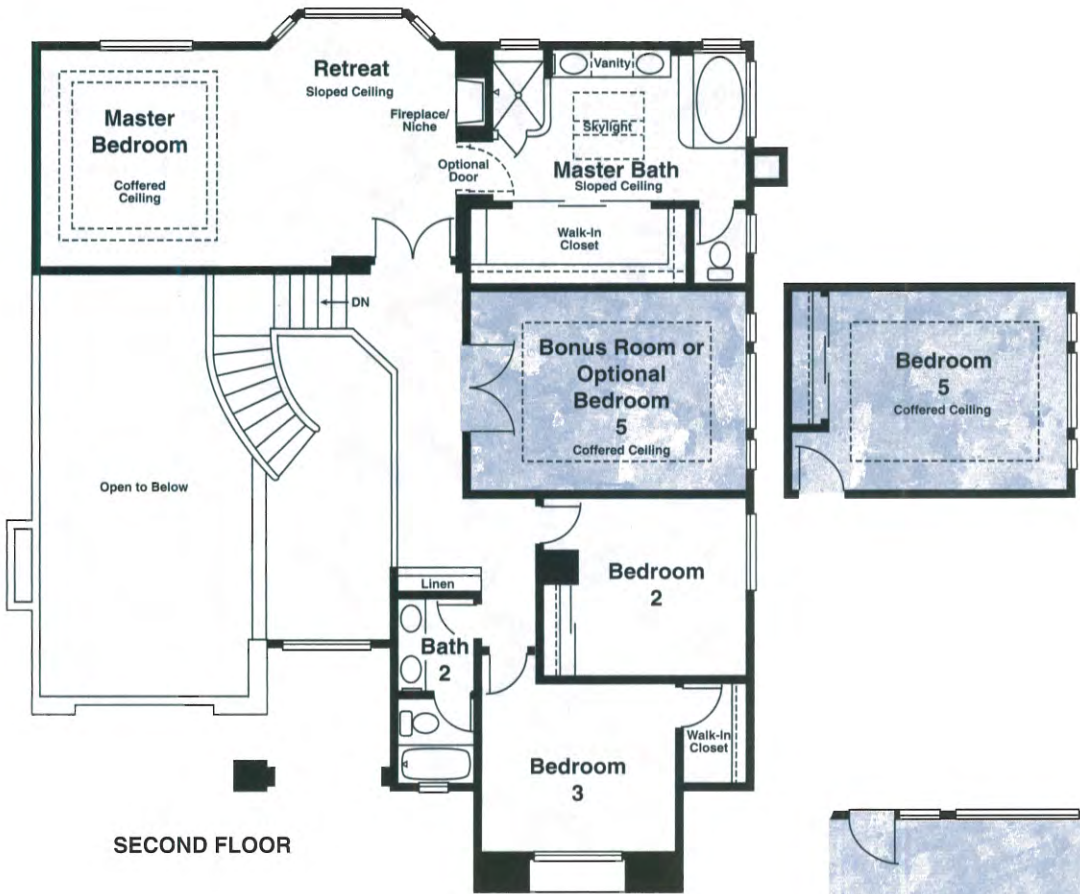 Retreat
Sloped Ceiling
Master
Bedroom
Coffered
Ceiling
Fireplace/
Niche
Optional
Door
Vanity
Skylight
Master Bath
Sloped Ceiling
Walk-In
Closet
DN
Bonus Room or
Optional
Bedroom
5
Coffered Ceiling
Bedroom
5
Coffered Ceiling
Open to Below
Bedroom
2
Linen
Bath
2
Walk-In
Closet
Bedroom
3
SECOND FLOOR